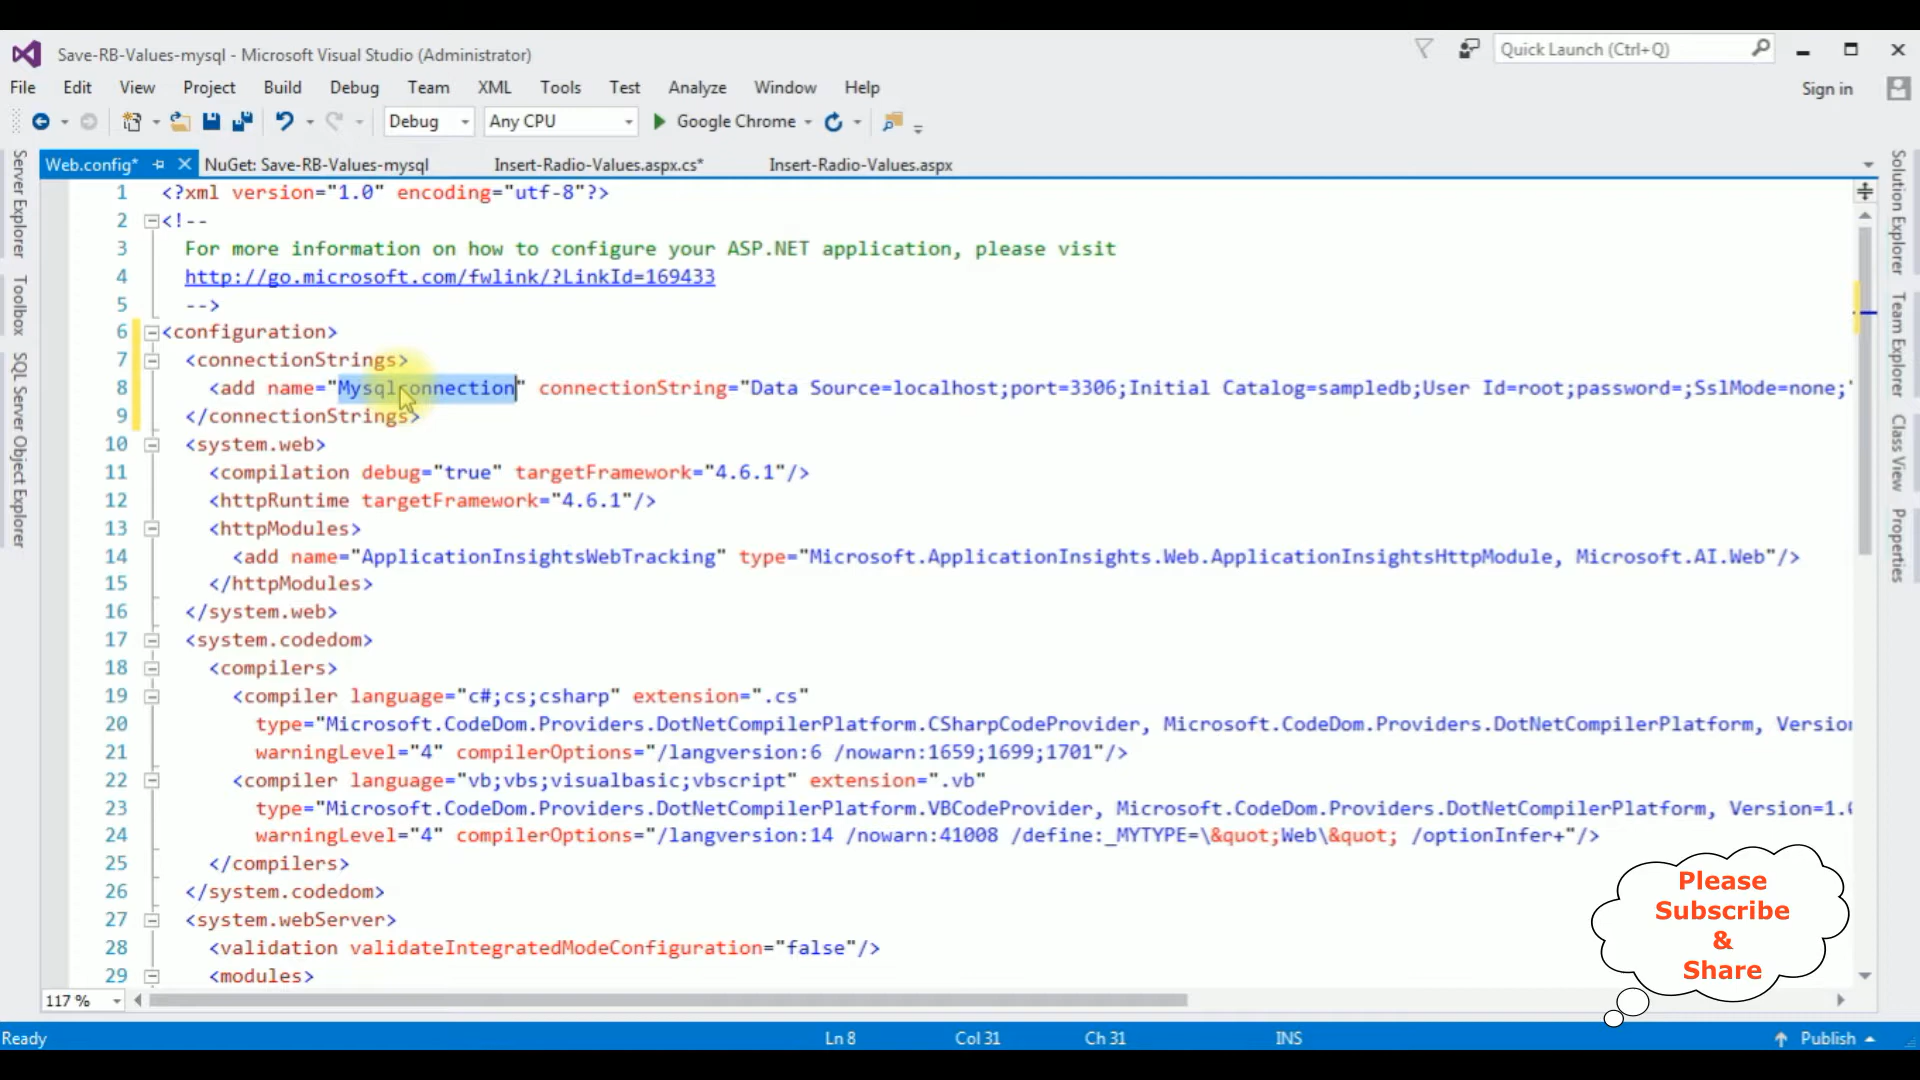 Save-RB-Values-mysql - Microsoft Visual Studio (Administrator)
Quick Launch (Ctrl+Q)
File Edit View Project Build Debug Team XML Tools Test Analyze Window Help
Sign in
Debug Any CPU Google Chrome
Web.config* NuGet: Save-RB-Values-mysql Insert-Radio-Values.aspx.cs* Insert-Radio-Values.aspx
Server Explorer
Toolbox
SQL Server Object Explorer
1 <?xml version="1.0" encoding="utf-8"?>
2 <!--
3 For more information on how to configure your ASP.NET application, please visit
4 http://go.microsoft.com/fwlink/?LinkId=169433
5 -->
6 <configuration>
7 <connectionStrings>
8 <add name="Mysqlconnection" connectionString="Data Source=localhost;port=3306;Initial Catalog=sampledb;User Id=root;password=;SslMode=none;"
9 </connectionStrings>
10 <system.web>
11 <compilation debug="true" targetFramework="4.6.1"/>
12 <httpRuntime targetFramework="4.6.1"/>
13 <httpModules>
14 <add name="ApplicationInsightsWebTracking" type="Microsoft.ApplicationInsights.Web.ApplicationInsightsHttpModule, Microsoft.AI.Web"/>
15 </httpModules>
16 </system.web>
17 <system.codedom>
18 <compilers>
19 <compiler language="c#;cs;csharp" extension=".cs"
20 type="Microsoft.CodeDom.Providers.DotNetCompilerPlatform.CSharpCodeProvider, Microsoft.CodeDom.Providers.DotNetCompilerPlatform, Version
21 warningLevel="4" compilerOptions="/langversion:6 /nowarn:1659;1699;1701"/>
22 <compiler language="vb;vbs;visualbasic;vbscript" extension=".vb"
23 type="Microsoft.CodeDom.Providers.DotNetCompilerPlatform.VBCodeProvider, Microsoft.CodeDom.Providers.DotNetCompilerPlatform, Version=1.0
24 warningLevel="4" compilerOptions="/langversion:14 /nowarn:41008 /define:_MYTYPE=\&quot;Web\&quot; /optionInfer+"/>
25 </compilers>
26 </system.codedom>
27 <system.webServer>
28 <validation validateIntegratedModeConfiguration="false"/>
29 <modules>
Solution Explorer
Team Explorer
Class View
Properties
Please
Subscribe
&
Share
117 %
Ready Ln 8 Col 31 Ch 31 INS Publish